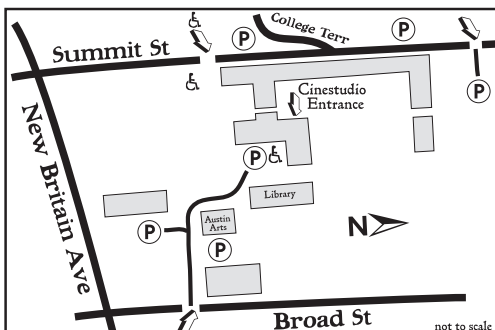 College Terr
P
P
Summit St
P
Cinestudio
Entrance
New Britain Ave
P
Library
Austin
Arts
P
P
N
Broad St
not to scale